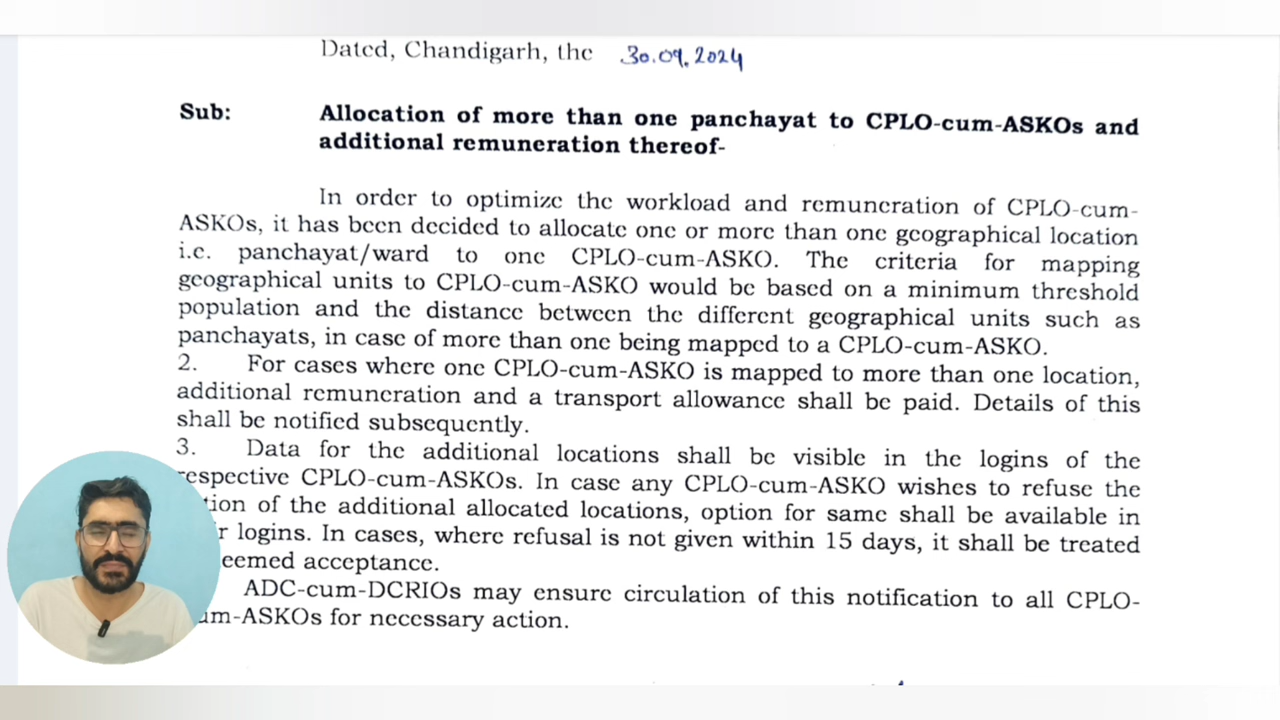 Dated, Chandigarh, the 30.09.2024
Sub: Allocation of more than one panchayat to CPLO-cum-ASKOs and
additional remuneration thereof-
In order to optimize the workload and remuneration of CPLO-cum-
ASKOs, it has been decided to allocate one or more than one geographical location
i.e. panchayat/ward to one CPLO-cum-ASKO. The criteria for mapping
geographical units to CPLO-cum-ASKO would be based on a minimum threshold
population and the distance between the different geographical units such as
panchayats, in case of more than one being mapped to a CPLO-cum-ASKO.
2. For cases where one CPLO-cum-ASKO is mapped to more than one location,
additional remuneration and a transport allowance shall be paid. Details of this
shall be notified subsequently.
3. Data for the additional locations shall be visible in the logins of the
respective CPLO-cum-ASKOs. In case any CPLO-cum-ASKO wishes to refuse the
tion of the additional allocated locations, option for same shall be available in
r logins. In cases, where refusal is not given within 15 days, it shall be treated
eemed acceptance.
ADC-cum-DCRIOs may ensure circulation of this notification to all CPLO-
um-ASKOs for necessary action.